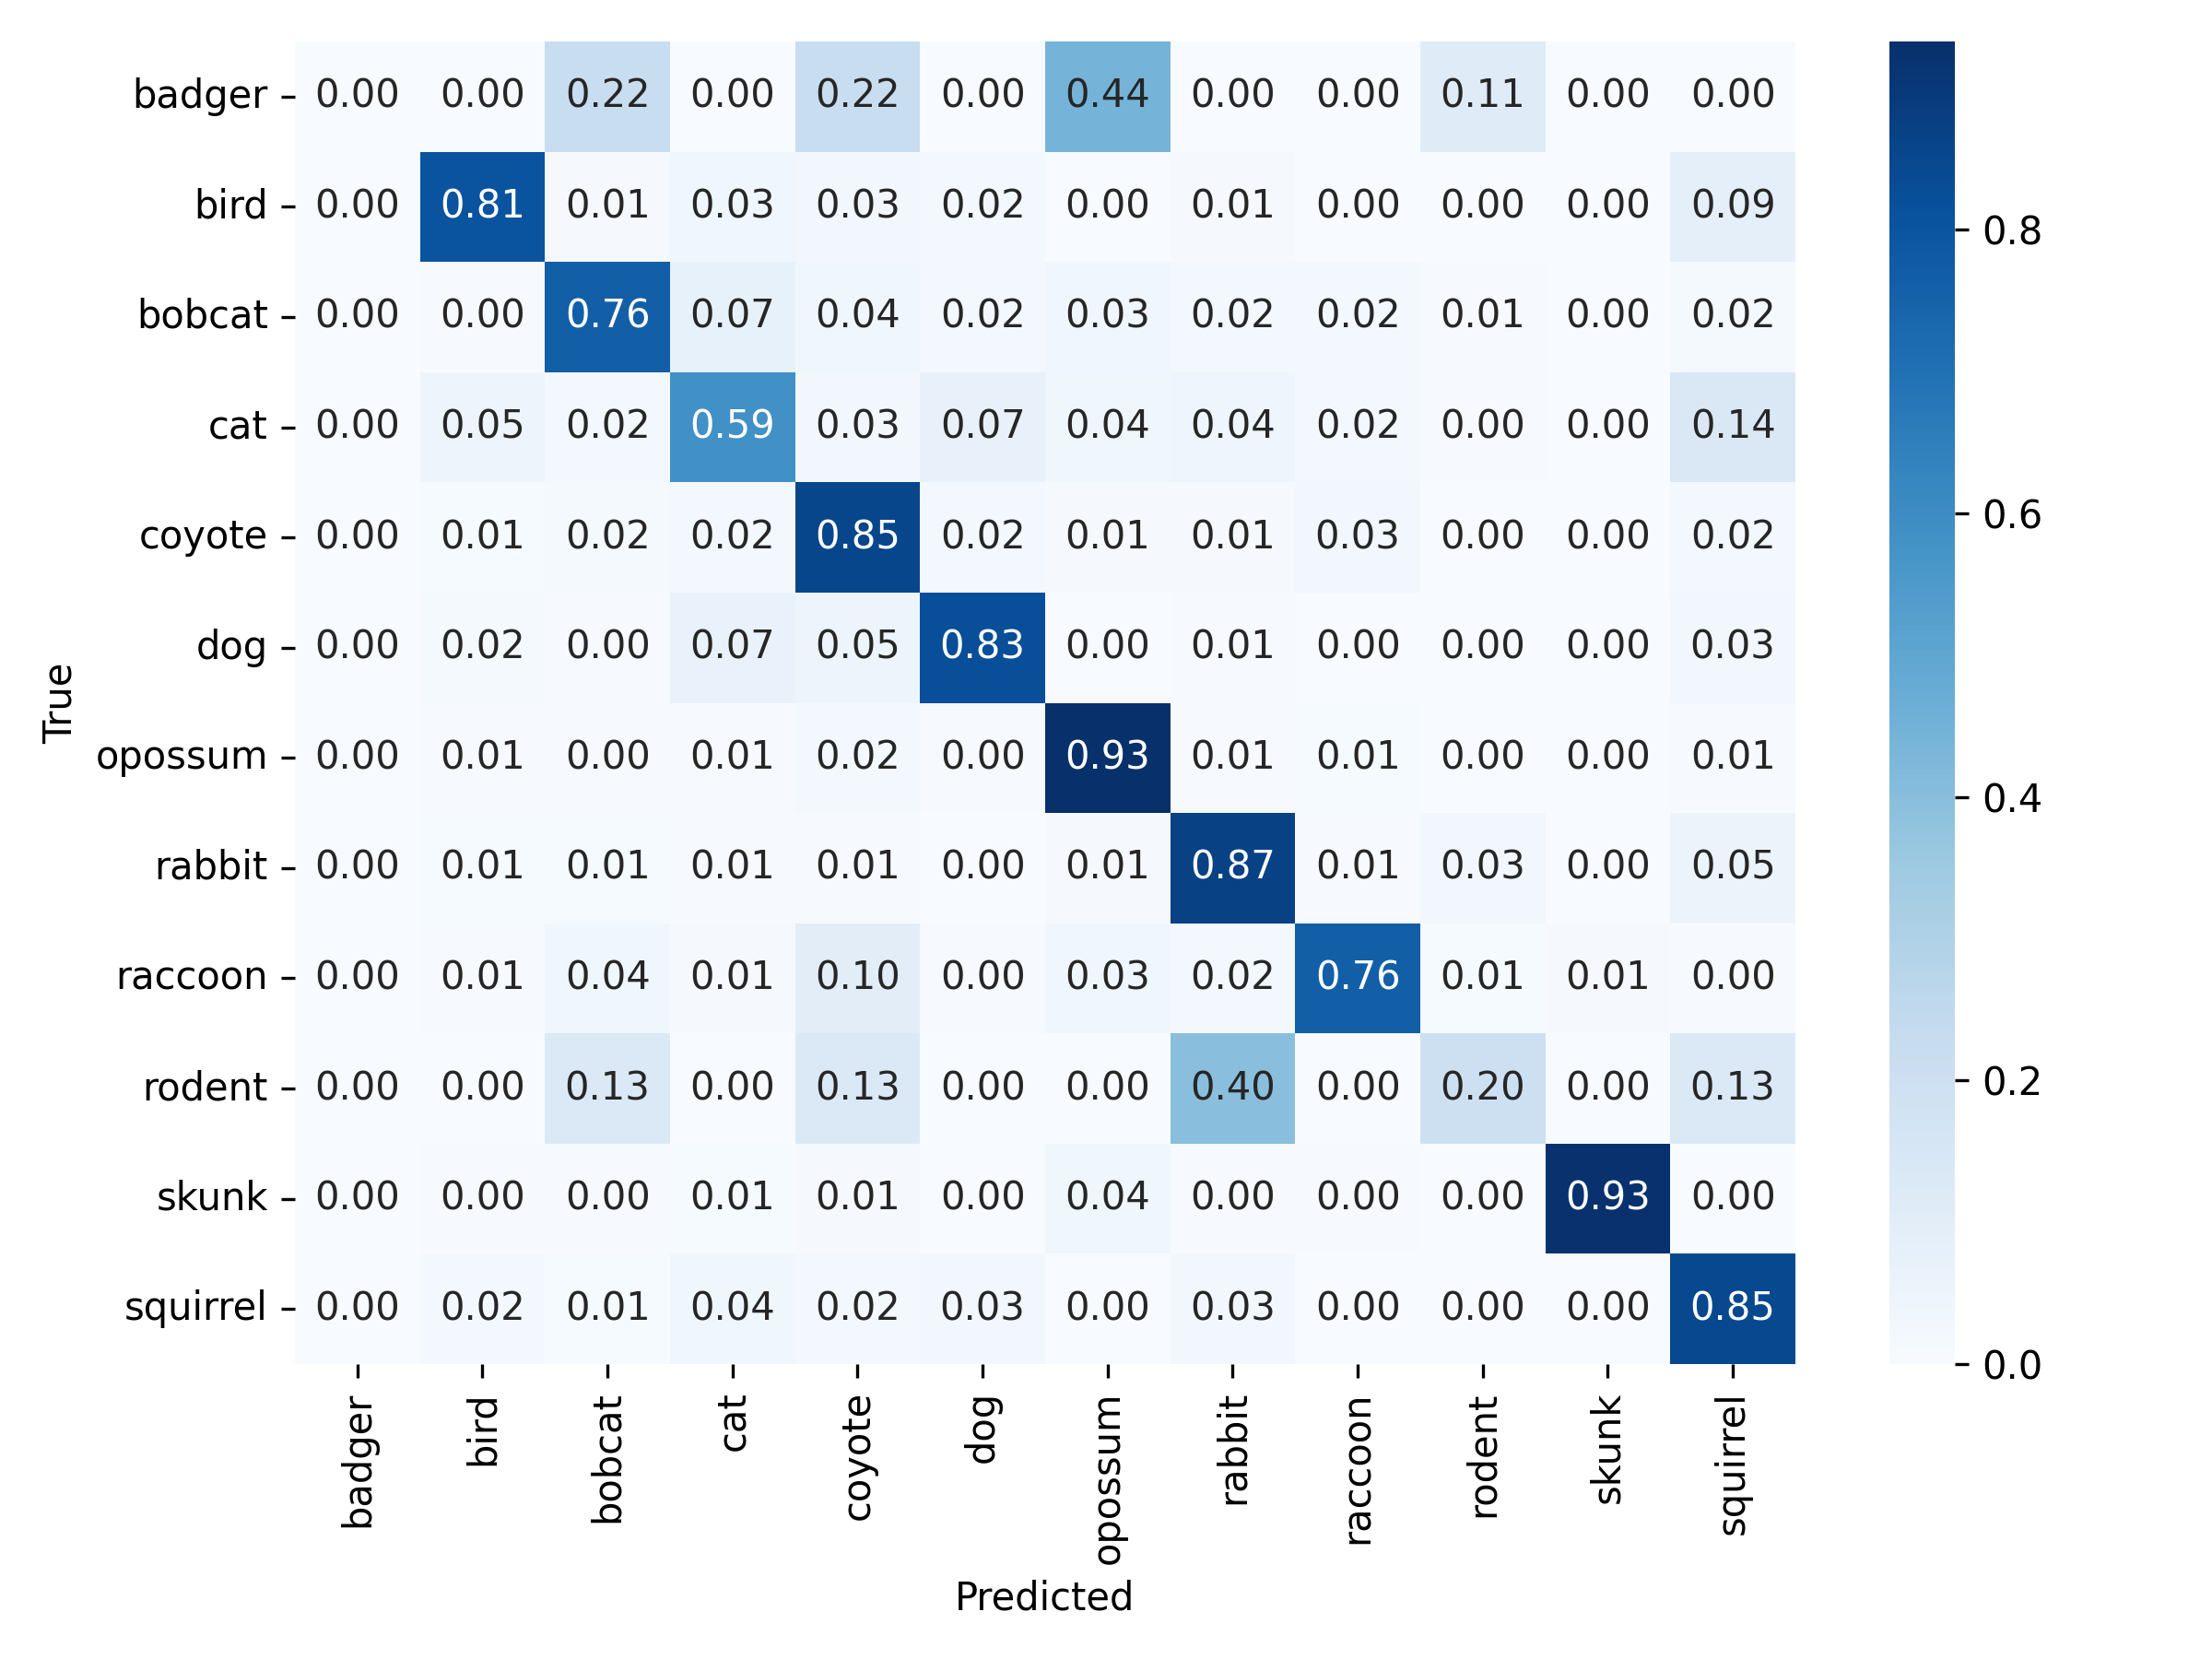 badger 0.00 0.00 0.22 0.00 0.22 0.00 0.44 0.00 0.00 0.11 0.00 0.00
bird 0.00 0.81 0.01 0.03 0.03 0.02 0.00 0.01 0.00 0.00 0.00 0.09
0.8
bobcat 0.00 0.00 0.76 0.07 0.04 0.02 0.03 0.02 0.02 0.01 0.00 0.02
cat 0.00 0.05 0.02 0.59 0.03 0.07 0.04 0.04 0.02 0.00 0.00 0.14
coyote 0.00 0.01 0.02 0.02 0.85 0.02 0.01 0.01 0.03 0.00 0.00 0.02
0.6
dog 0.00 0.02 0.00 0.07 0.05 0.83 0.00 0.01 0.00 0.00 0.00 0.03
True
opossum 0.00 0.01 0.00 0.01 0.02 0.00 0.93 0.01 0.01 0.00 0.00 0.01
0.4
rabbit 0.00 0.01 0.01 0.01 0.01 0.00 0.01 0.87 0.01 0.03 0.00 0.05
raccoon 0.00 0.01 0.04 0.01 0.10 0.00 0.03 0.02 0.76 0.01 0.01 0.00
rodent 0.00 0.00 0.13 0.00 0.13 0.00 0.00 0.40 0.00 0.20 0.00 0.13
0.2
skunk 0.00 0.00 0.00 0.01 0.01 0.00 0.04 0.00 0.00 0.00 0.93 0.00
squirrel 0.00 0.02 0.01 0.04 0.02 0.03 0.00 0.03 0.00 0.00 0.00 0.85
0.0
badger bird bobcat cat coyote dog opossum rabbit raccoon rodent skunk squirrel
Predicted